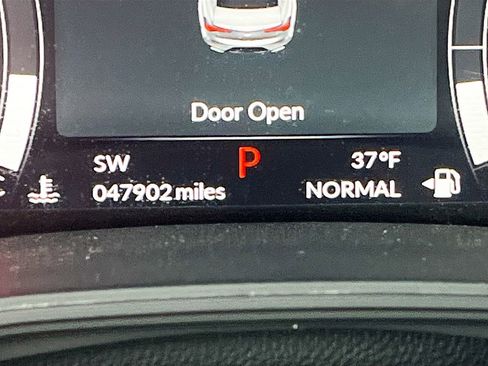 Door Open
SW P 37°F
047902 miles NORMAL